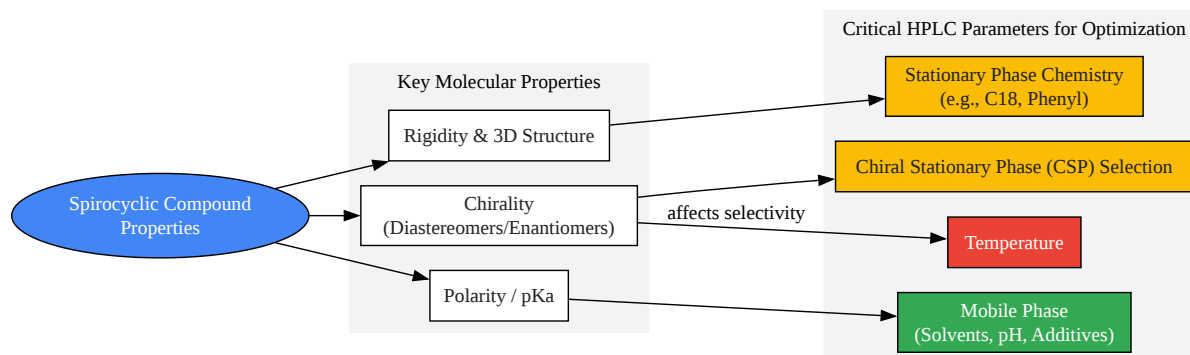 Critical HPLC Parameters for Optimization
Stationary Phase Chemistry
(e.g., C18, Phenyl)
Key Molecular Properties
Rigidity & 3D Structure
Chiral Stationary Phase (CSP) Selection
Spirocyclic Compound
Properties
Chirality
(Diastereomers/Enantiomers)
affects selectivity
Temperature
Polarity / pKa
Mobile Phase
(Solvents, pH, Additives)